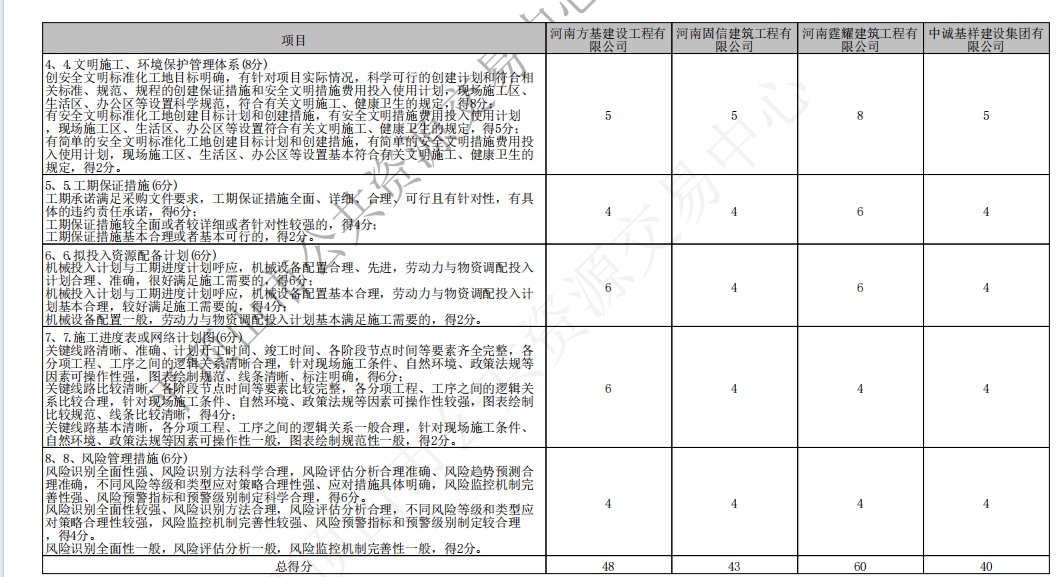 项目
河南方基建设工程有
限公司
河南固信建筑工程有
限公司
河南霆耀建筑工程有
限公司
中诚基祥建设集团有
限公司
4、4.文明施工、环境保护管理体系(8分)
创安全文明标准化工地目标明确，有针对项目实际情况，科学可行的创建计划和符合相
关标准、规范、规程的创建保证措施和安全文明措施费用投入使用计划，现场施工区、
生活区、办公区等设置科学规范，符合有关文明施工、健康卫生的规定，得8分；
有安全文明标准化工地创建目标计划和创建措施，有安全文明措施费用投入使用计划
，现场施工区、生活区、办公区等设置符合有关文明施工、健康卫生的规定，得5分；
有简单的安全文明标准化工地创建目标计划和创建措施，有简单的安全文明措施费用投
入使用计划，现场施工区、生活区、办公区等设置基本符合有关文明施工、健康卫生的
规定，得2分。
5
5
8
5
5、5.工期保证措施(6分)
工期承诺满足采购文件要求，工期保证措施全面、详细、合理、可行且有针对性，有具
体的违约责任承诺，得6分；
工期保证措施较全面或者较详细或者针对性较强的，得4分；
工期保证措施基本合理或者基本可行的，得2分。
4
4
6
4
6、6.拟投入资源配备计划(6分)
机械投入计划与工期进度计划呼应，机械设备配置合理、先进，劳动力与物资调配投入
计划合理、准确，很好满足施工需要的，得6分；
机械投入计划与工期进度计划呼应，机械设备配置基本合理，劳动力与物资调配投入计
划基本合理，较好满足施工需要的，得4分；
机械设备配置一般，劳动力与物资调配投入计划基本满足施工需要的，得2分。
6
4
6
4
7、7.施工进度表或网络计划图(6分)
关键线路清晰、准确、计划开工时间、竣工时间、各阶段节点时间等要素齐全完整，各
分项工程、工序之间的逻辑关系清晰合理，针对现场施工条件、自然环境、政策法规等
因素可操作性强，图表绘制规范、线条清晰、标注明确，得6分；
关键线路比较清晰、各阶段节点时间等要素比较完整，各分项工程、工序之间的逻辑关
系比较合理，针对现场施工条件、自然环境、政策法规等因素可操作性较强，图表绘制
比较规范、线条比较清晰，得4分；
关键线路基本清晰，各分项工程、工序之间的逻辑关系一般合理，针对现场施工条件、
自然环境、政策法规等因素可操作性一般，图表绘制规范性一般，得2分。
6
4
4
4
8、8、风险管理措施(6分)
风险识别全面性强、风险识别方法科学合理，风险评估分析合理准确、风险趋势预测合
理准确，不同风险等级和类型应对策略合理性强、应对措施具体明确，风险监控机制完
善性强、风险预警指标和预警级别制定科学合理，得6分。
风险识别全面性较强、风险识别方法合理，风险评估分析合理，不同风险等级和类型应
对策略合理性较强，风险监控机制完善性较强、风险预警指标和预警级别制定较合理
，得4分。
风险识别全面性一般，风险评估分析一般，风险监控机制完善性一般，得2分。
4
4
4
4
总得分
48
43
60
40